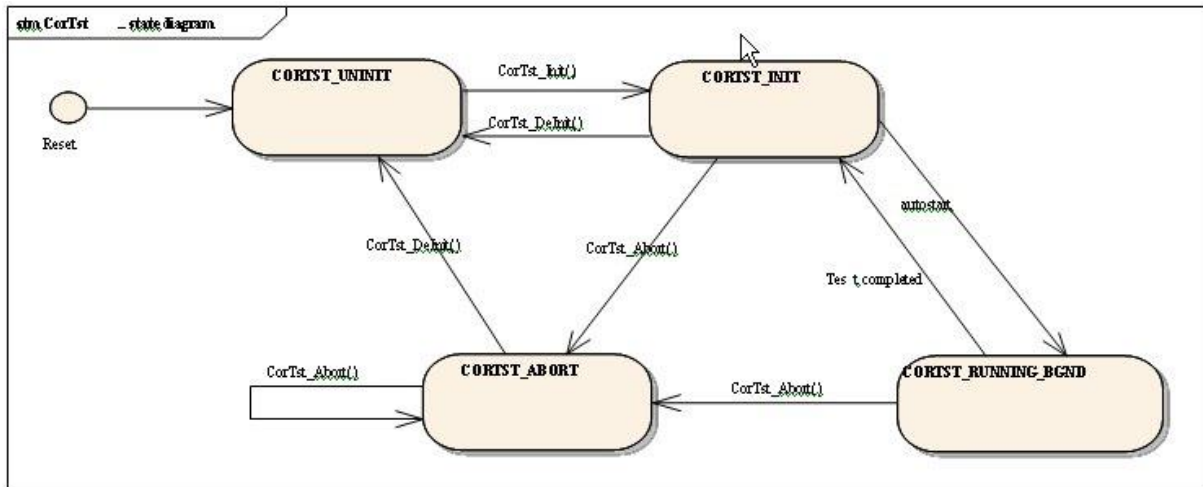 stm CorTst _ state diagram
CORTST_UNINIT
CorTst_Init()
CORTST_INIT
CorTst_DeInit()
Reset
autostart
CorTst_DeInit()
CorTst_Abort()
Tes t completed
CorTst_Abort()
CORTST_ABORT
CorTst_Abort()
CORTST_RUNNING_BGND